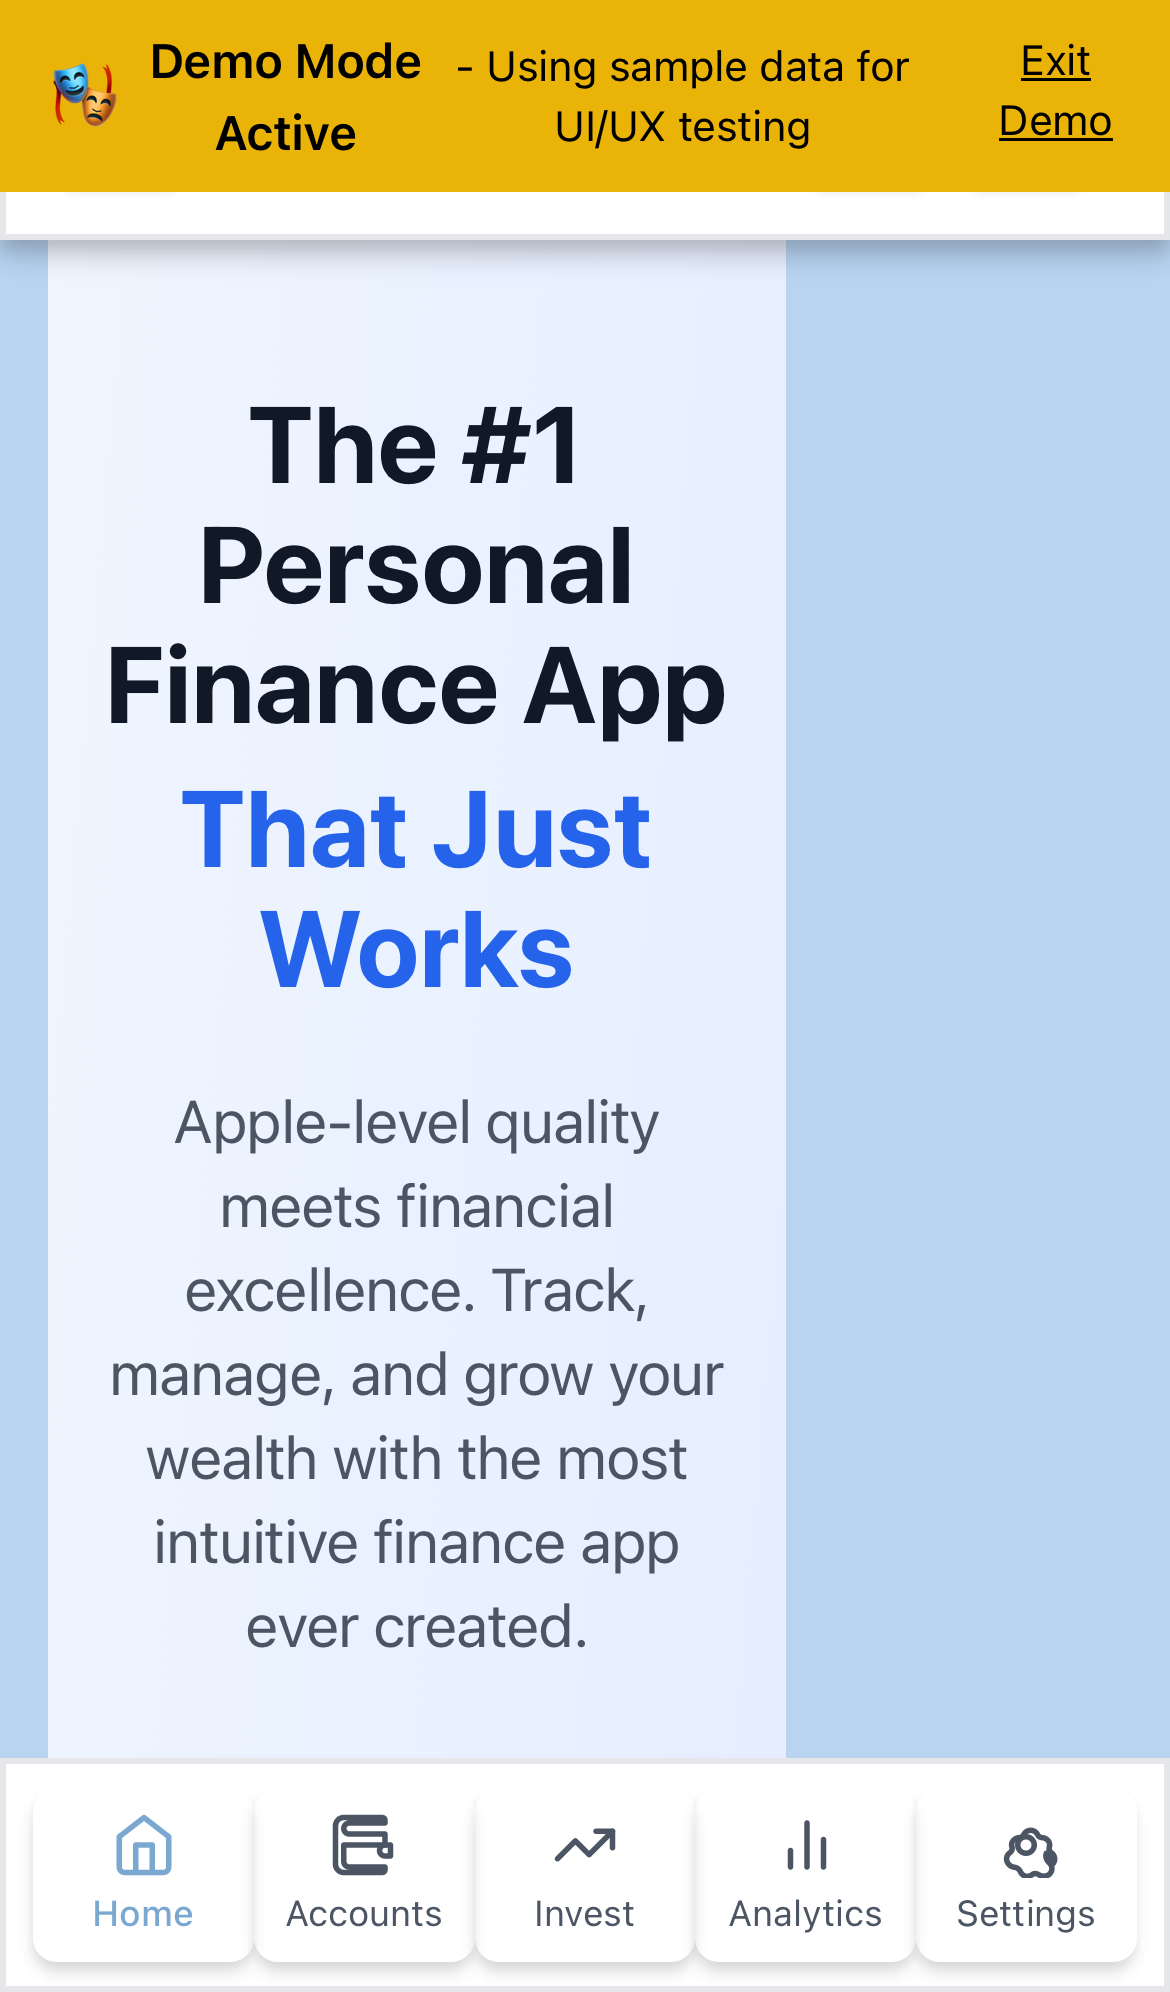 Demo Mode
Active
- Using sample data for
UI/UX testing
Exit
Demo
The #1
Personal
Finance App
That Just
Works
Apple-level quality
meets financial
excellence. Track,
manage, and grow your
wealth with the most
intuitive finance app
ever created.
Home
Accounts
Invest
Analytics
Settings